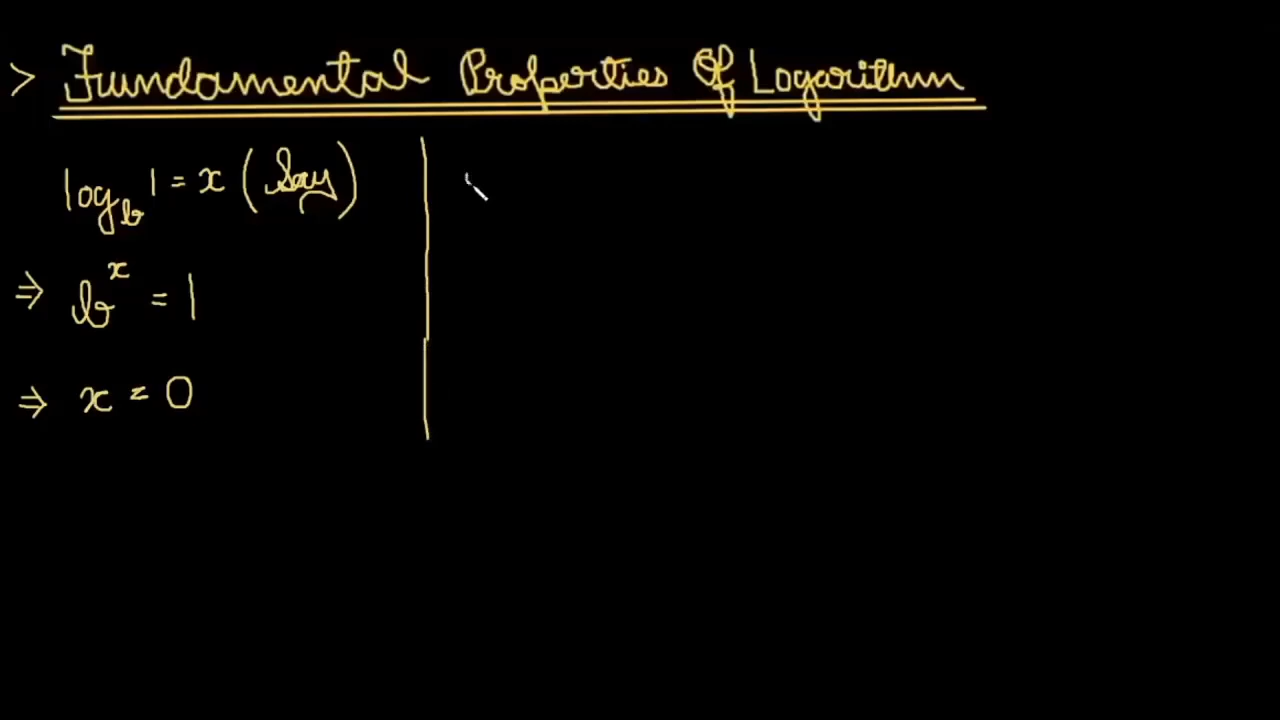 > Fundamental Properties Of Logarithm
log_b 1 = x (Say)
⇒ b^x = 1
⇒ x = 0